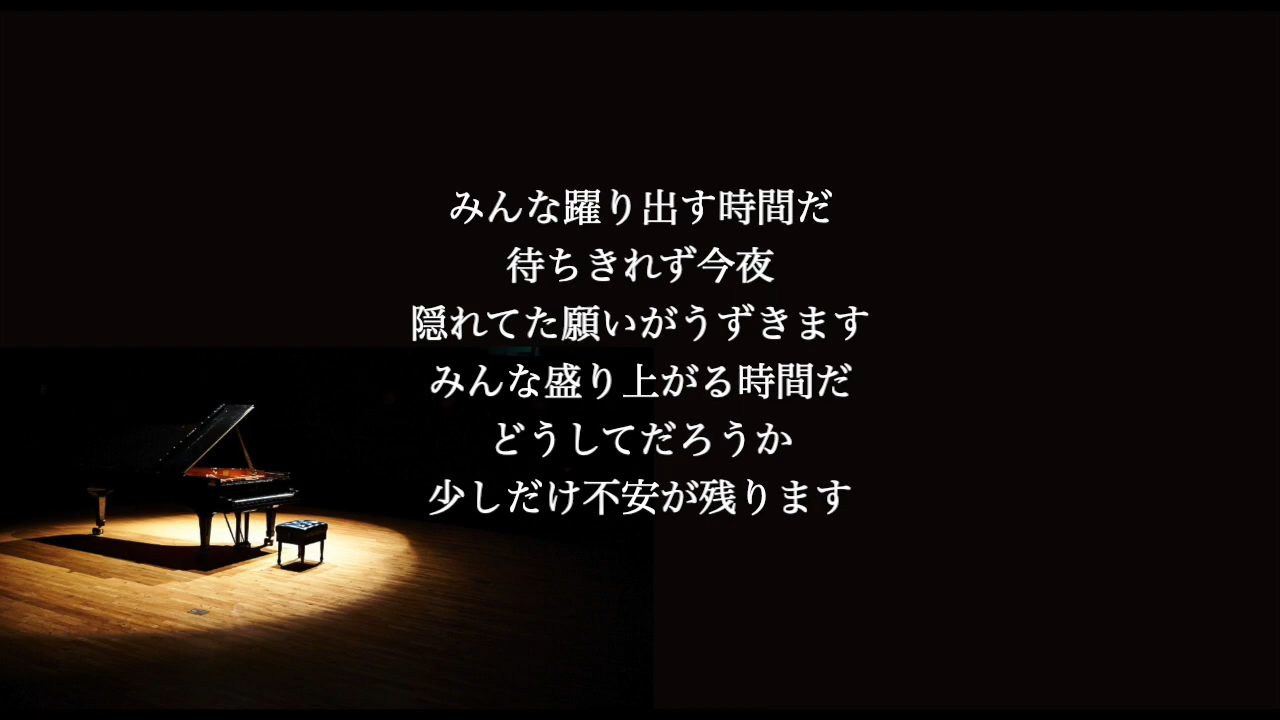 みんな躍り出す時間だ
待ちきれず今夜
隠れてた願いがうずきます
みんな盛り上がる時間だ
どうしてだろうか
少しだけ不安が残ります